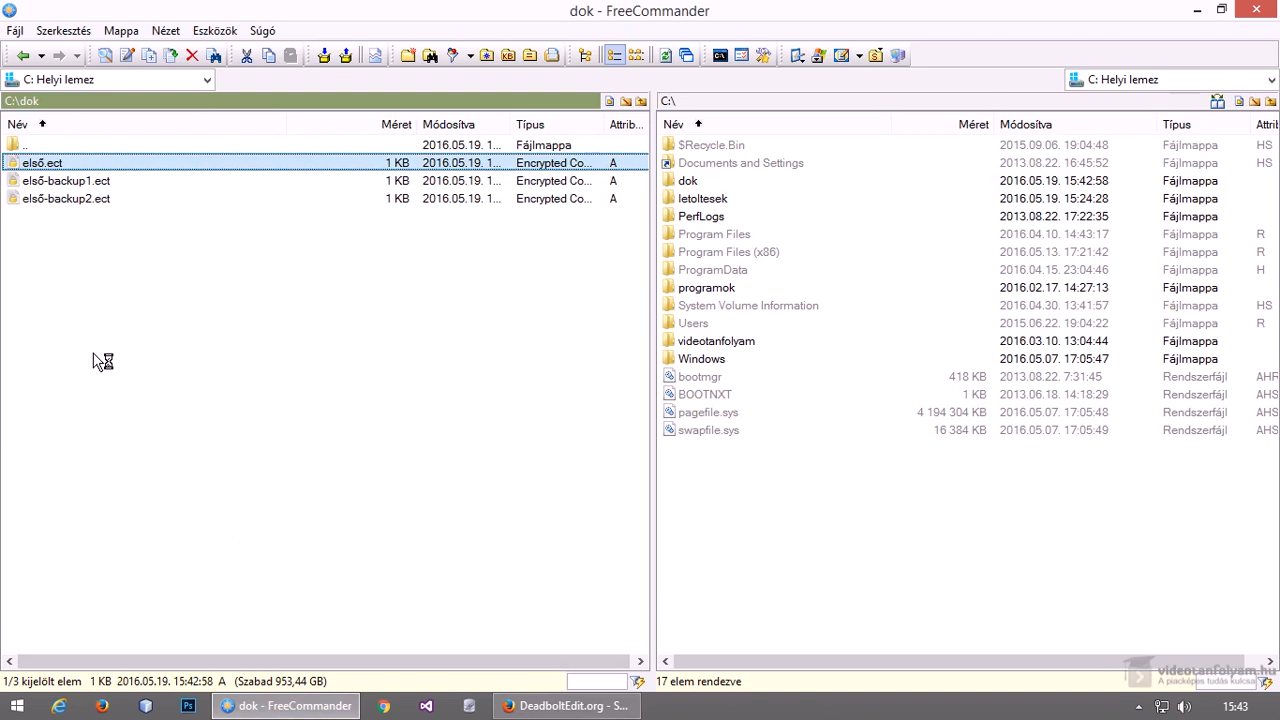 dok - FreeCommander
Fájl Szerkesztés Mappa Nézet Eszközök Súgó
C: Helyi lemez
C:\dok
Név Méret Módosítva Típus Attrib...
.. 2016.05.19. 1... Fájlmappa
első.ect 1 KB 2016.05.19. 1... Encrypted Co... A
első-backup1.ect 1 KB 2016.05.19. 1... Encrypted Co... A
első-backup2.ect 1 KB 2016.05.19. 1... Encrypted Co... A
1/3 kijelölt elem 1 KB 2016.05.19. 15:42:58 A (Szabad 953,44 GB)
C: Helyi lemez
C:\
Név Méret Módosítva Típus Attrib
$Recycle.Bin 2015.09.06. 19:04:48 Fájlmappa HS
Documents and Settings 2013.08.22. 16:45:52 Fájlmappa HS
dok 2016.05.19. 15:42:58 Fájlmappa
letoltesek 2016.05.19. 15:24:28 Fájlmappa
PerfLogs 2013.08.22. 17:22:35 Fájlmappa
Program Files 2016.04.10. 14:43:17 Fájlmappa R
Program Files (x86) 2016.05.13. 17:21:42 Fájlmappa R
ProgramData 2016.04.15. 23:04:46 Fájlmappa H
programok 2016.02.17. 14:27:13 Fájlmappa
System Volume Information 2016.04.30. 13:41:57 Fájlmappa HS
Users 2015.06.22. 19:04:22 Fájlmappa R
videotanfolyam 2016.03.10. 13:04:44 Fájlmappa
Windows 2016.05.07. 17:05:47 Fájlmappa
bootmgr 418 KB 2013.08.22. 7:31:45 Rendszerfájl AHR
BOOTNXT 1 KB 2013.06.18. 14:18:29 Rendszerfájl AHS
pagefile.sys 4 194 304 KB 2016.05.07. 17:05:48 Rendszerfájl AHS
swapfile.sys 16 384 KB 2016.05.07. 17:05:49 Rendszerfájl AHS
17 elem rendezve
videotanfolyam.hu
A piacképes tudás kulcsa
dok - FreeCommander
DeadboltEdit.org - S...
15:43